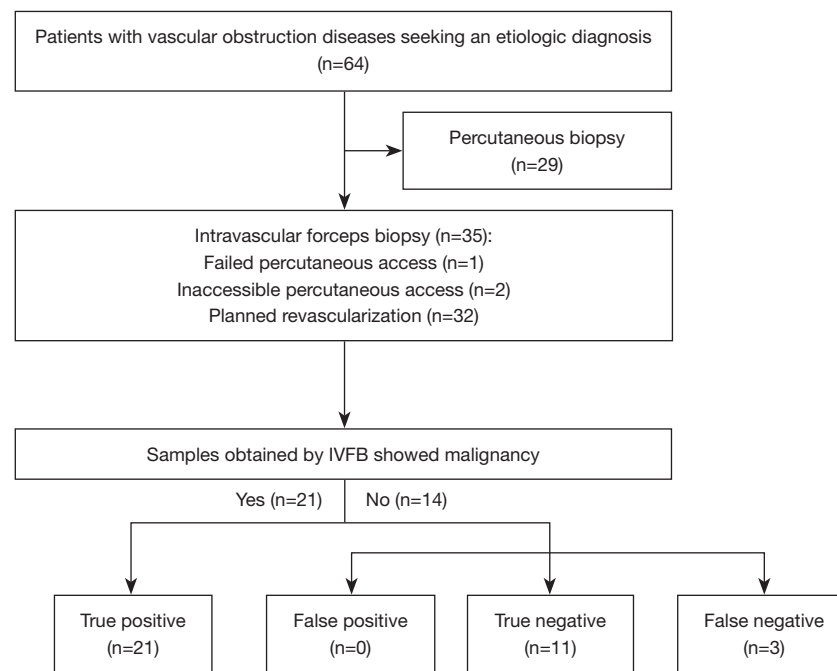 Patients with vascular obstruction diseases seeking an etiologic diagnosis
(n=64)
Percutaneous biopsy
(n=29)
Intravascular forceps biopsy (n=35):
Failed percutaneous access (n=1)
Inaccessible percutaneous access (n=2)
Planned revascularization (n=32)
Samples obtained by IVFB showed malignancy
Yes (n=21)
No (n=14)
True positive
(n=21)
False positive
(n=0)
True negative
(n=11)
False negative
(n=3)